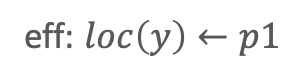 eff: loc(y) ← p1